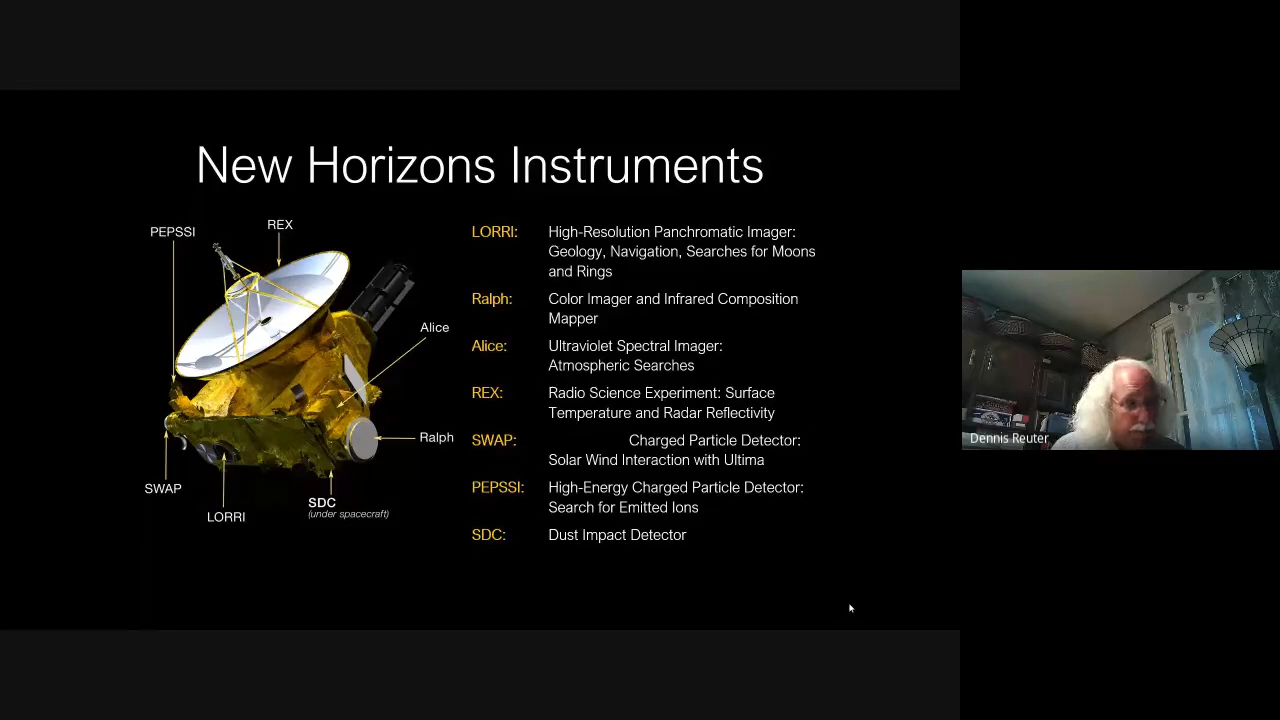 New Horizons Instruments
PEPSSI
REX
Alice
Ralph
SWAP
LORRI
SDC
(under spacecraft)
LORRI: High-Resolution Panchromatic Imager:
Geology, Navigation, Searches for Moons
and Rings
Ralph: Color Imager and Infrared Composition
Mapper
Alice: Ultraviolet Spectral Imager:
Atmospheric Searches
REX: Radio Science Experiment: Surface
Temperature and Radar Reflectivity
SWAP: Charged Particle Detector:
Solar Wind Interaction with Ultima
PEPSSI: High-Energy Charged Particle Detector:
Search for Emitted Ions
SDC: Dust Impact Detector
Dennis Reuter